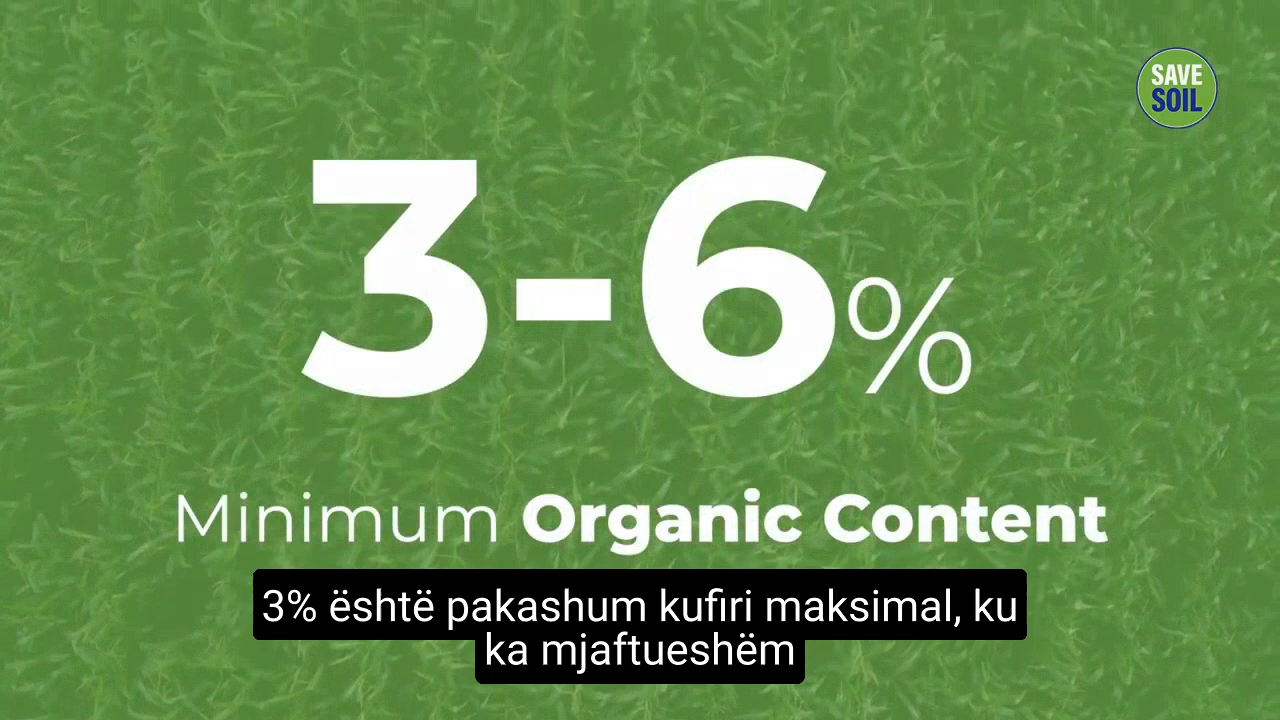 SAVE
SOIL
3-6%
Minimum Organic Content
3% është pakashum kufiri maksimal, ku
ka mjaftueshëm